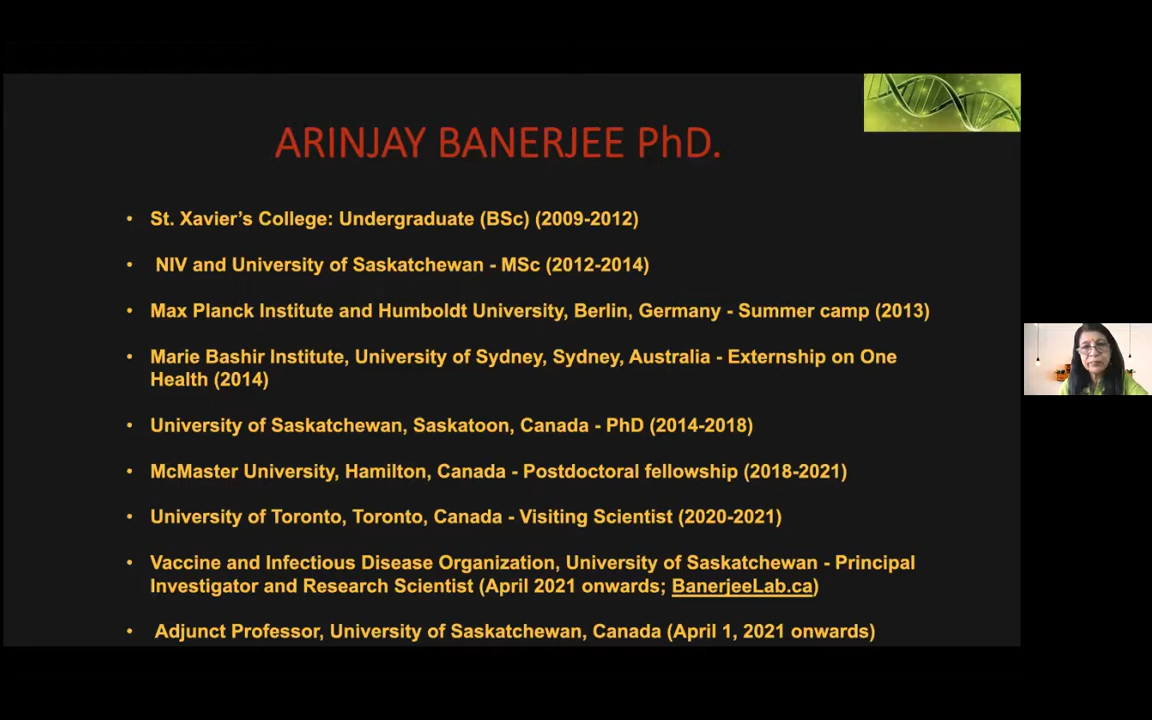 ARINJAY BANERJEE PhD.
• St. Xavier's College: Undergraduate (BSc) (2009-2012)
• NIV and University of Saskatchewan - MSc (2012-2014)
• Max Planck Institute and Humboldt University, Berlin, Germany - Summer camp (2013)
• Marie Bashir Institute, University of Sydney, Sydney, Australia - Externship on One
Health (2014)
• University of Saskatchewan, Saskatoon, Canada - PhD (2014-2018)
• McMaster University, Hamilton, Canada - Postdoctoral fellowship (2018-2021)
• University of Toronto, Toronto, Canada - Visiting Scientist (2020-2021)
• Vaccine and Infectious Disease Organization, University of Saskatchewan - Principal
Investigator and Research Scientist (April 2021 onwards; BanerjeeLab.ca)
• Adjunct Professor, University of Saskatchewan, Canada (April 1, 2021 onwards)